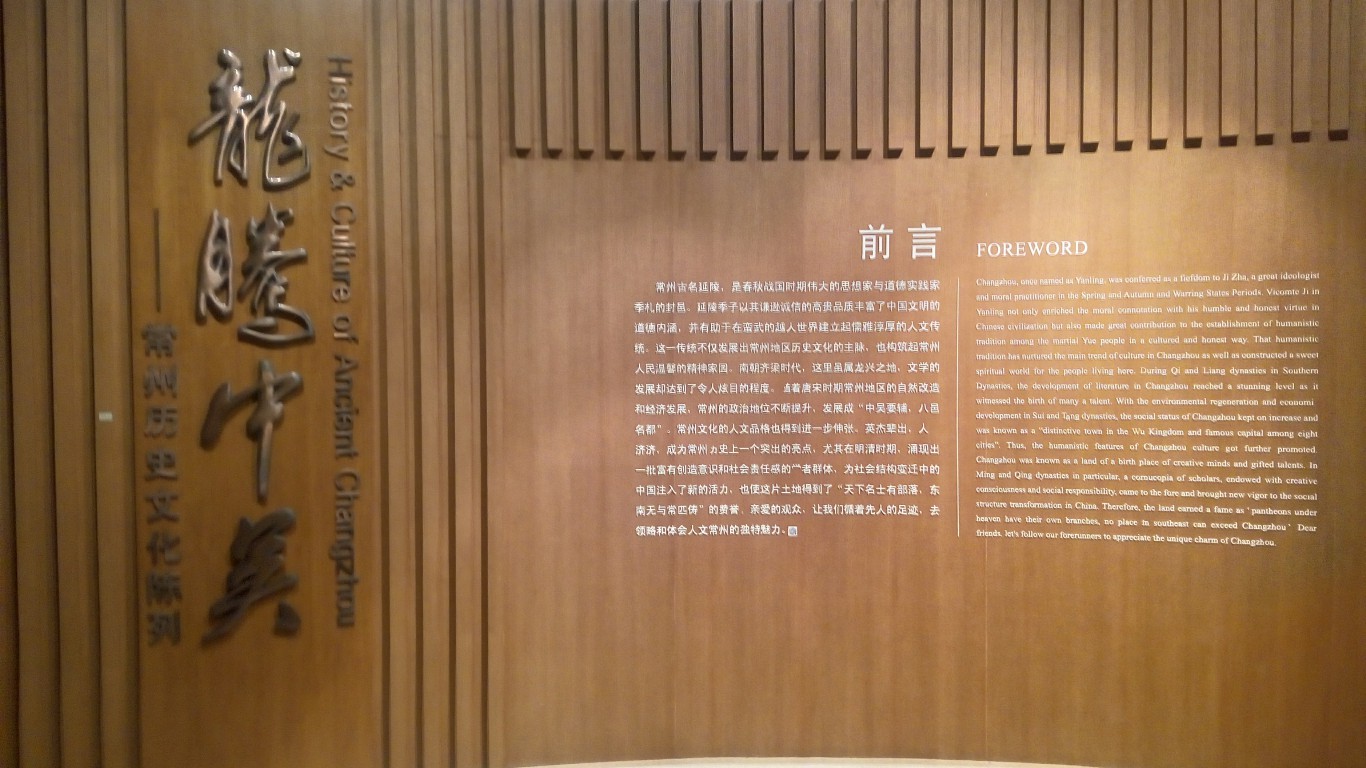 龍騰中吳
History & Culture of Ancient Changzhou
——常州历史文化陈列
前言
常州古名延陵，是春秋战国时期伟大的思想家与道德实践家
季札的封邑。延陵季子以其谦逊诚信的高贵品质丰富了中国文明的
道德内涵，并有助于在蛮武的越人世界建立起儒雅淳厚的人文传
统。这一传统不仅发展出常州地区历史文化的主脉，也构筑起常州
人民温馨的精神家园。南朝齐梁时代，这里虽属龙兴之地，文学的
发展却达到了令人炫目的程度。随着唐宋时期常州地区的自然改造
和经济发展，常州的政治地位不断提升，发展成“中吴要辅，八邑
名都”。常州文化的人文品格也得到进一步伸张，英杰辈出，人
济济，成为常州 史上一个突出的亮点，尤其在明清时期，涌现出
一批富有创造意识和社会责任感的学者群体，为社会结构变迁中的
中国注入了新的活力，也使这片土地得到了“天下名士有部落，东
南无与常匹俦”的赞誉。亲爱的观众，让我们循着先人的足迹，去
领略和体会人文常州的独特魅力。
FOREWORD
Changzhou, once named as Yanling, was conferred as a fiefdom to Ji Zha, a great ideologist
and moral practitioner in the Spring and Autumn and Warring States Periods. Vicomte Ji in
Yanling not only enriched the moral connotation with his humble and honest virtue in
Chinese civilization but also made great contribution to the establishment of humanistic
tradition among the martial Yue people in a cultured and honest way. That humanistic
tradition has nurtured the main trend of culture in Changzhou as well as constructed a sweet
spiritual world for the people living here. During Qi and Liang dynasties in Southern
Dynasties, the development of literature in Changzhou reached a stunning level as it
witnessed the birth of many a talent. With the environmental regeneration and economi
development in Sui and Tang dynasties, the social status of Changzhou kept on increase and
was known as a "distinctive town in the Wu Kingdom and famous capital among eight
cities". Thus, the humanistic features of Changzhou culture got further promoted.
Changzhou was known as a land of a birth place of creative minds and gifted talents. In
Ming and Qing dynasties in particular, a cornucopia of scholars, endowed with creative
consciousness and social responsibility, came to the fore and brought new vigor to the social
structure transformation in China. Therefore, the land earned a fame as "pantheons under
heaven have their own branches, no place in southeast can exceed Changzhou" Dear
friends, let's follow our forerunners to appreciate the unique charm of Changzhou.